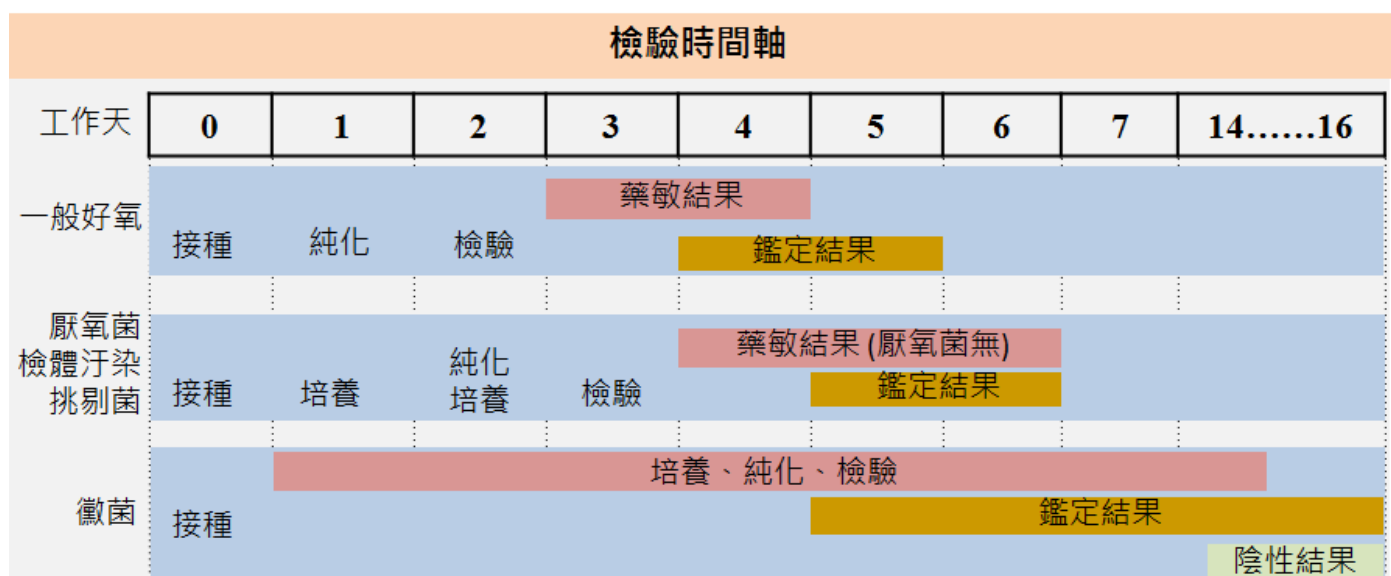 檢驗時間軸
工作天 0 1 2 3 4 5 6 7 14......16
藥敏結果
一般好氧
接種 純化 檢驗 鑑定結果
厭氧菌
檢體汙染
挑剔菌
藥敏結果 (厭氧菌無)
純化
接種 培養 培養 檢驗 鑑定結果
培養、純化、檢驗
黴菌
接種
鑑定結果
陰性結果